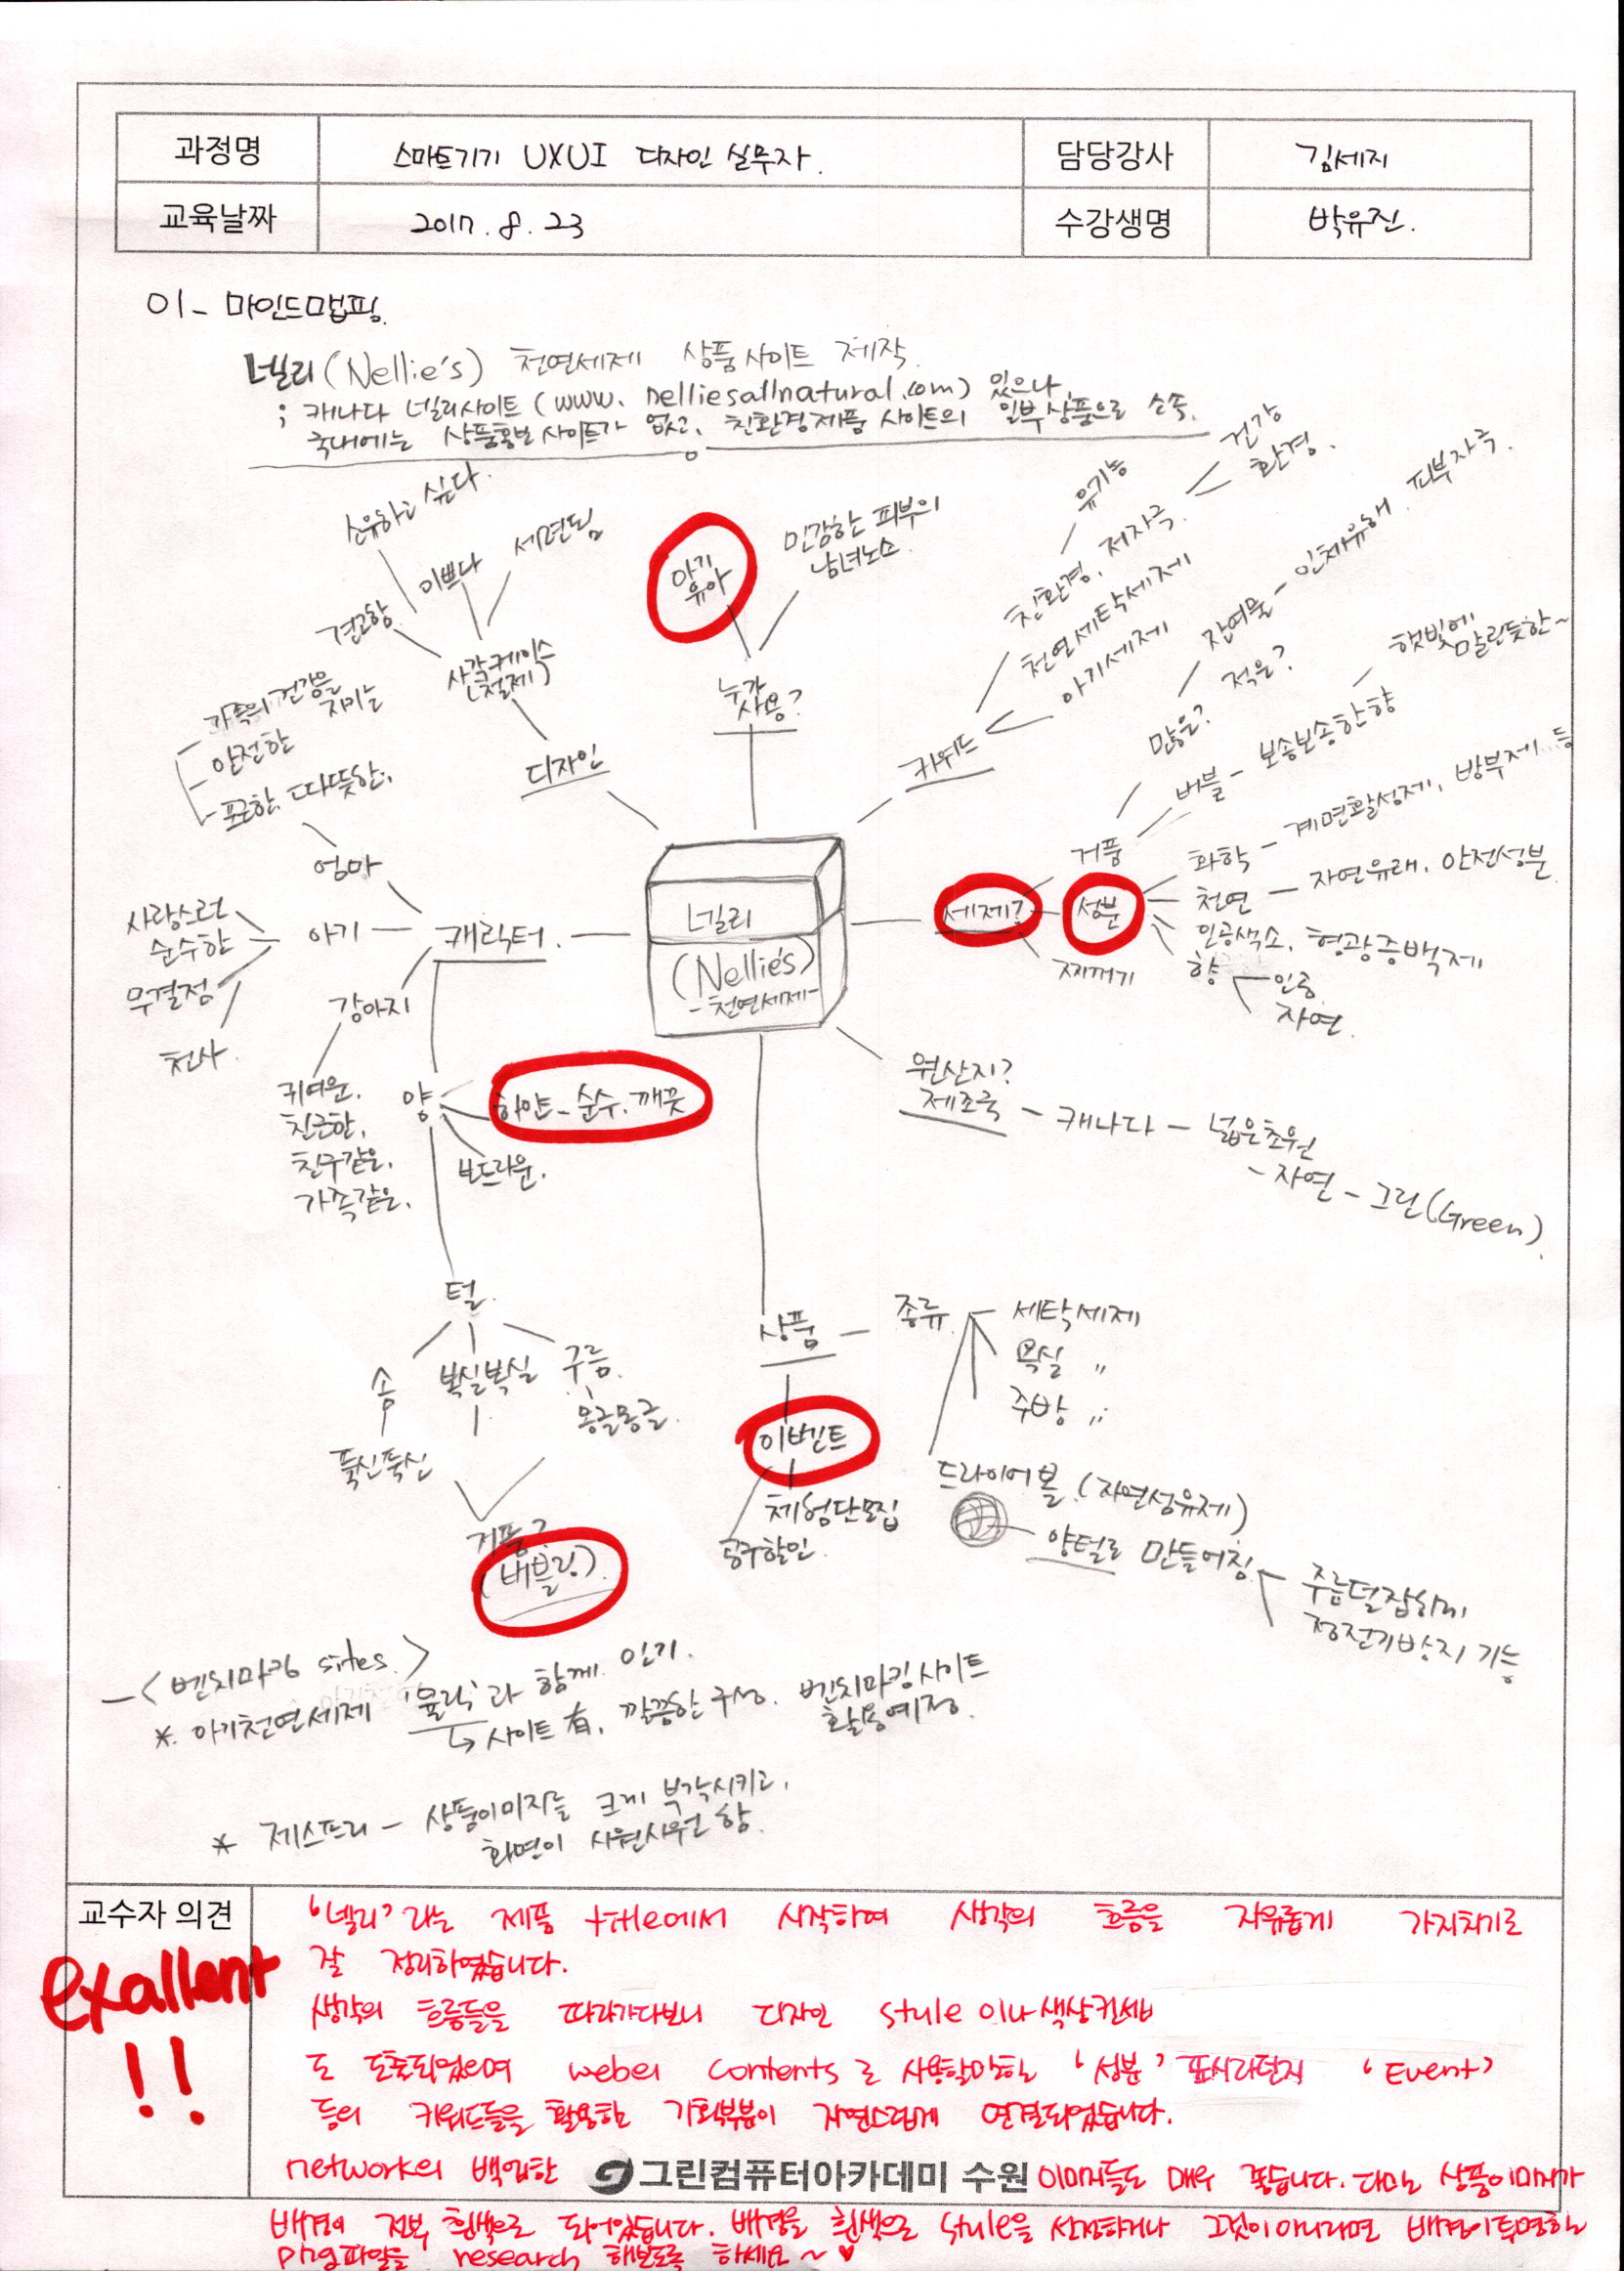 과정명 스마트기기 UXUI 디자인 실무자. 담당강사 김세지
교육날짜 2017. 8. 23 수강생명 박유진.
01- 마인드맵핑.
넬리(Nellie's) 천연세제 상품사이트 제작.
; 캐나다 넬리사이트 (www. nelliesallnatural.com) 있으나
국내에는 상품홍보사이트가 없고, 친환경제품 사이트의 일부상품으로 소속.
소유하고 싶다.
이쁘다
세련됨
견고함
사각케이스
(철제)
디자인
아기
유아
민감한 피부의
남녀노소.
누가
사용?
유기농
건강
환경.
친환경, 저자극.
천연세탁세제
아기세제
키워드
가족의 건강을
지키는
안전한
포근한, 따뜻한.
엄마
사랑스런
순수한
무결점
천사.
아기
캐릭터.
강아지
귀여운.
친근한,
친구같은.
가족같은.
양
하얀 - 순수. 깨끗
보드라운.
털.
솜
푹신푹신
복실복실
구름.
몽글몽글.
거품?
(버블링).
넬리
(Nellie's)
- 천연세제 -
세제?
거품
많음? 적음?
잔여물 - 인체유해. 피부자극.
버블 - 보송보송한 향
햇빛에
말린듯한~
성분
화학 - 계면활성제, 방부제..등
천연 - 자연유래, 안전성분
인공색소, 형광증백제
향
인공.
자연.
찌꺼기
원산지?
제조국 - 캐나다 - 넓은초원
- 자연 - 그린(Green).
상품 - 종류
세탁세제
욕실 〃
주방 〃
드라이어볼.(자연섬유제)
양털로 만들어짐.
주름덜잡히게
정전기방지 기능
이벤트
체험단모집
공구할인.
- <벤치마킹 sites.>
*. 아기천연세제 '율락'과 함께 인기.
↳ 사이트 有, 깔끔한 구성. 벤치마킹 사이트
활용예정.
* 제스프리 - 상품이미지를 크게 부각시키고,
화면이 시원시원 함.
교수자 의견
exallent
!!
'넬리'라는 제품 title에서 시작하여 생각의 흐름을 자유롭게 가지치기로
잘 정리하였습니다.
생각의 흐름들을 따라가다보니 디자인 style 이나 색상컨셉
도 도출되었으며 web의 contents 로 사용할만한 '성분' 표시라던지 'Event'
등의 키워드들을 활용한 기획부분이 자연스럽게 연결되었습니다.
network의 백업한 이미지들도 매우 좋습니다. 다만 상품이미지가
그린컴퓨터아카데미 수원
배경이 전부 흰색으로 되어있습니다. 배경을 흰색으로 style을 선정하거나 그것이아니라면 배경이투명한
png파일을 research 해보도록 하세요~♥